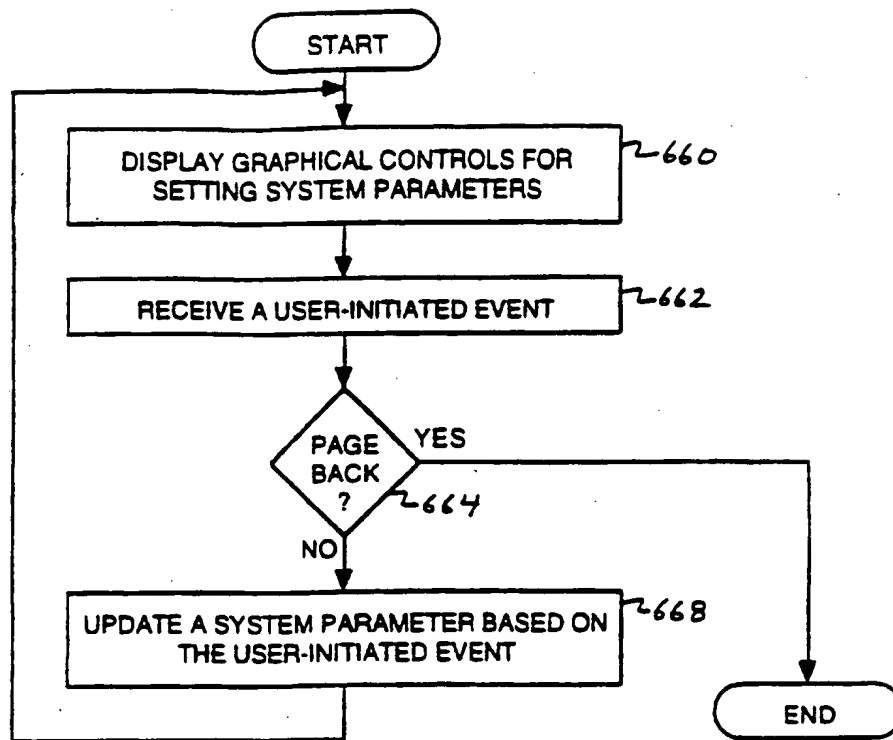 START
DISPLAY GRAPHICAL CONTROLS FOR
SETTING SYSTEM PARAMETERS
660
RECEIVE A USER-INITIATED EVENT
662
PAGE
BACK
?
YES
664
NO
UPDATE A SYSTEM PARAMETER BASED ON
THE USER-INITIATED EVENT
668
END